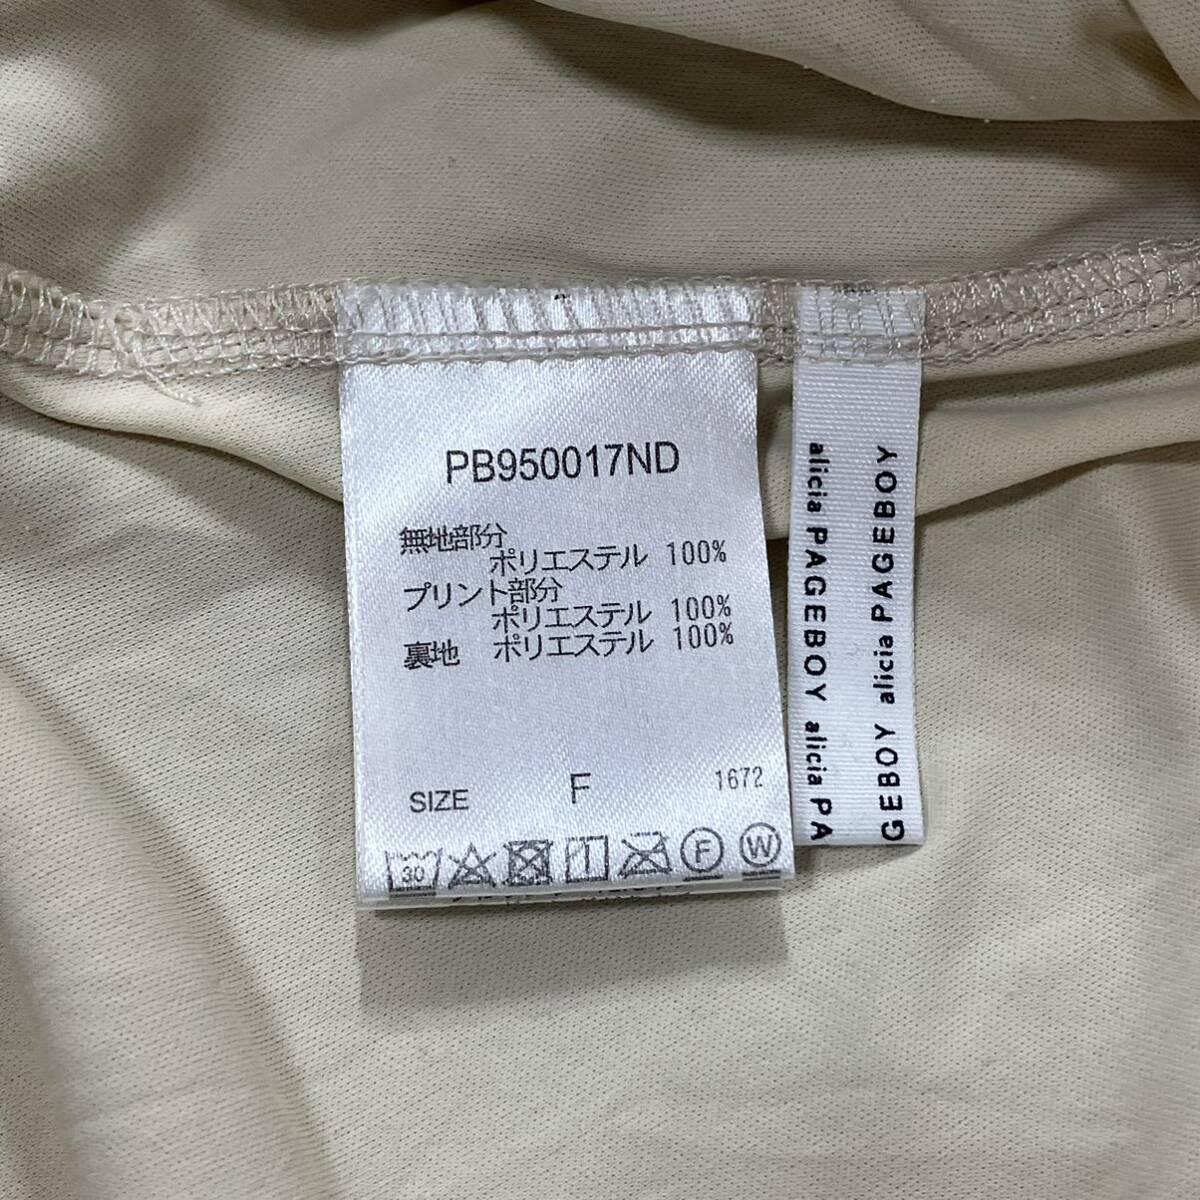 PB950017ND
無地部分
ポリエステル 100%
プリント部分
ポリエステル 100%
裏地 ポリエステル 100%
SIZE F 1672
30 F W
alicia PAGEBOY alicia PA
GEBOY alicia PAGEBOY